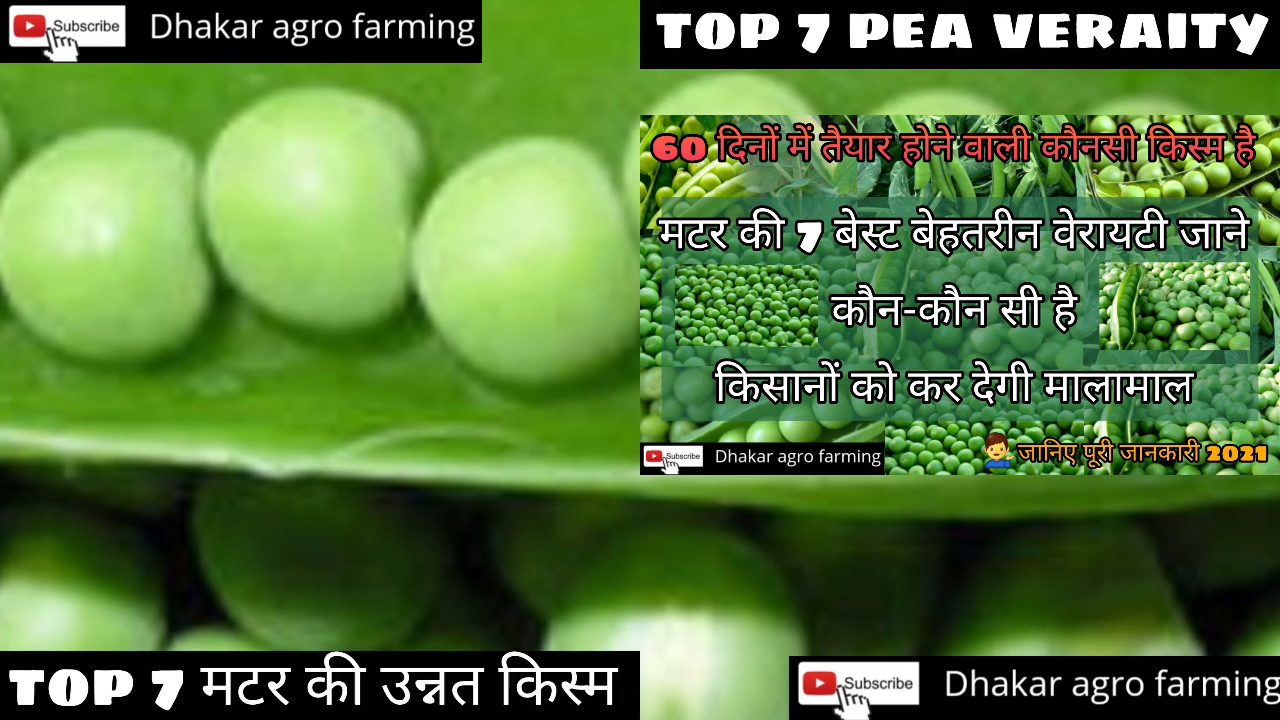 Subscribe
Dhakar agro farming
TOP 7 PEA VERAITY
60 दिनों में तैयार होने वाली कौनसी किस्म है
मटर की 7 बेस्ट बेहतरीन वेरायटी जाने
कौन-कौन सी है
किसानों को कर देगी मालामाल
Subscribe
Dhakar agro farming
जानिए पूरी जानकारी 2021
TOP 7 मटर की उन्नत किस्म
Subscribe
Dhakar agro farming